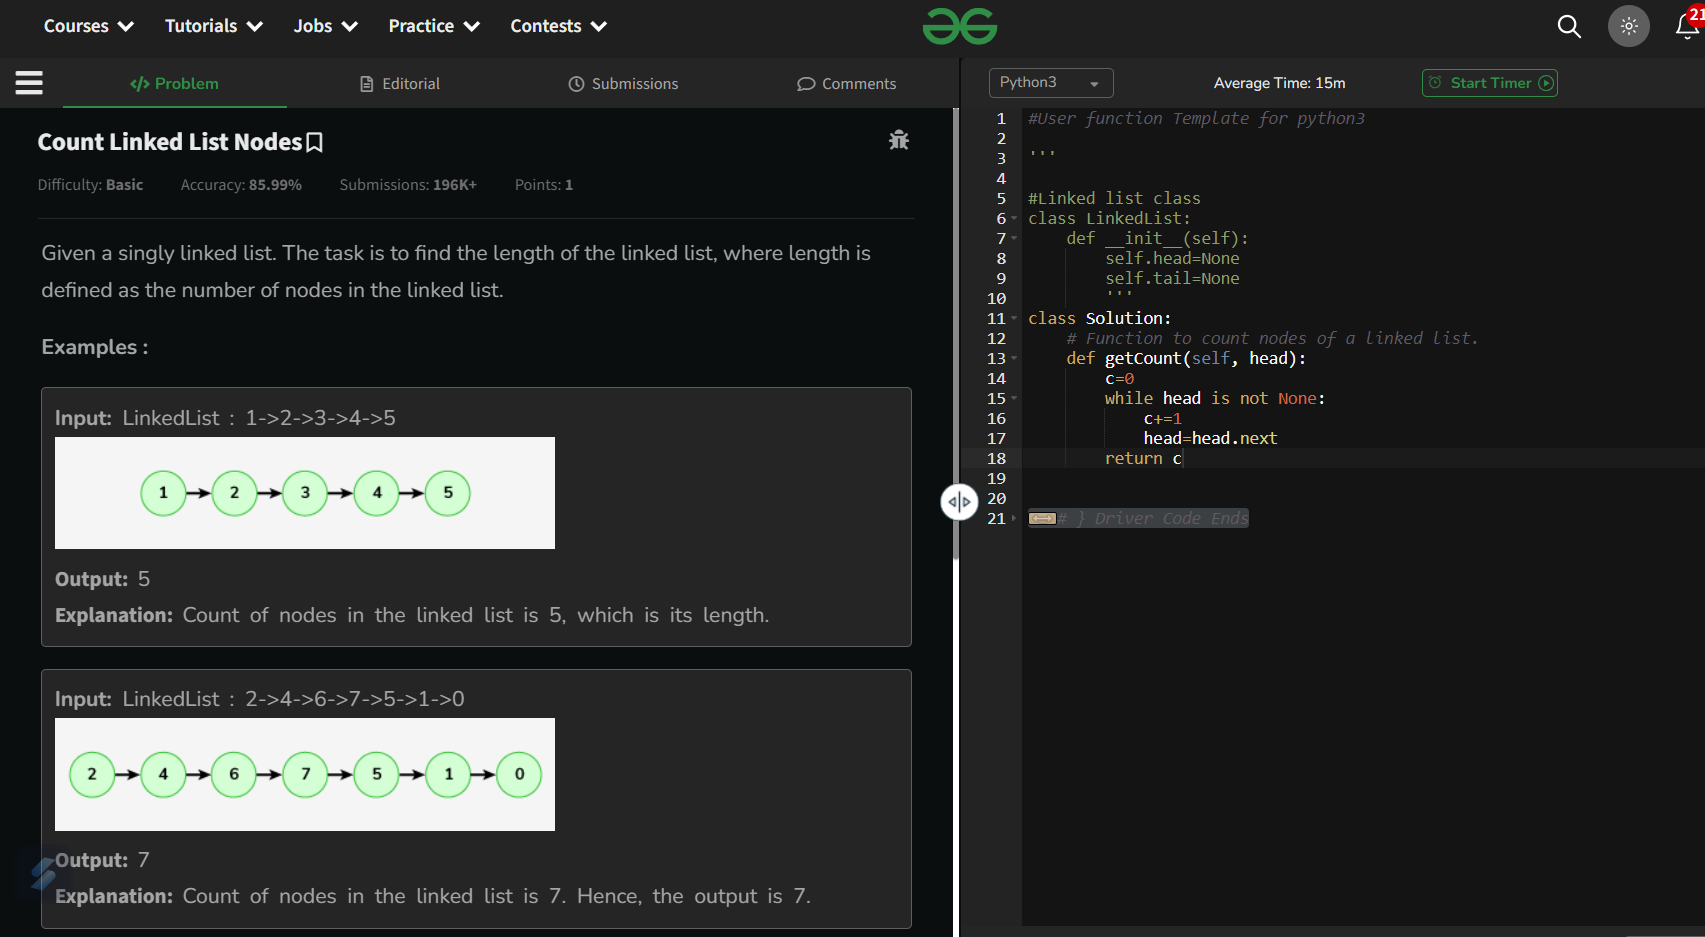 Courses Tutorials Jobs Practice Contests
21
</> Problem Editorial Submissions Comments
Python3 Average Time: 15m Start Timer
Count Linked List Nodes
Difficulty: Basic Accuracy: 85.99% Submissions: 196K+ Points: 1
Given a singly linked list. The task is to find the length of the linked list, where length is
defined as the number of nodes in the linked list.
Examples :
Input: LinkedList : 1->2->3->4->5
1 2 3 4 5
Output: 5
Explanation: Count of nodes in the linked list is 5, which is its length.
Input: LinkedList : 2->4->6->7->5->1->0
2 4 6 7 5 1 0
Output: 7
Explanation: Count of nodes in the linked list is 7. Hence, the output is 7.
1 #User function Template for python3
2
3 '''
4
5 #Linked list class
6 class LinkedList:
7 def __init__(self):
8 self.head=None
9 self.tail=None
10 '''
11 class Solution:
12 # Function to count nodes of a linked list.
13 def getCount(self, head):
14 c=0
15 while head is not None:
16 c+=1
17 head=head.next
18 return c
19
20
21 # } Driver Code Ends